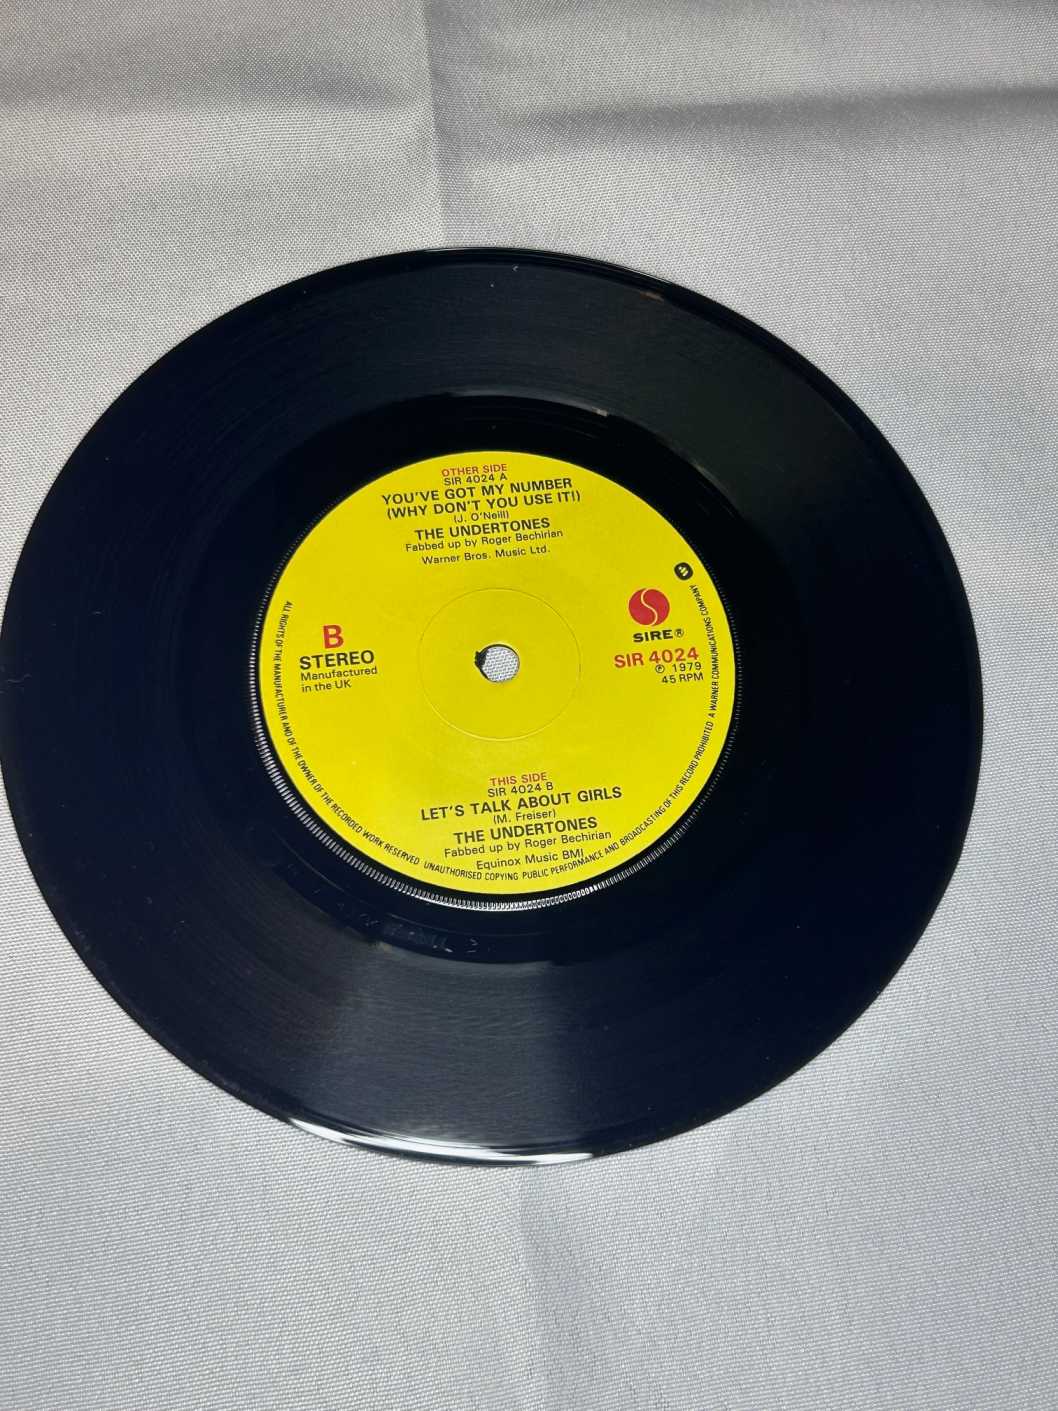 OTHER SIDE
SIR 4024 A
YOU'VE GOT MY NUMBER
(WHY DON'T YOU USE IT!)
(J. O'Neill)
THE UNDERTONES
Fabbed up by Roger Bechirian
Warner Bros. Music Ltd.
B
STEREO
Manufactured
in the UK
SIRE®
SIR 4024
℗ 1979
45 RPM
THIS SIDE
SIR 4024 B
LET'S TALK ABOUT GIRLS
(M. Freiser)
THE UNDERTONES
Fabbed up by Roger Bechirian
Equinox Music BMI
ALL RIGHTS OF THE MANUFACTURER AND OF THE OWNER OF THE RECORDED WORK RESERVED UNAUTHORISED COPYING PUBLIC PERFORMANCE AND BROADCASTING OF THIS RECORD PROHIBITED A WARNER COMMUNICATIONS COMPANY